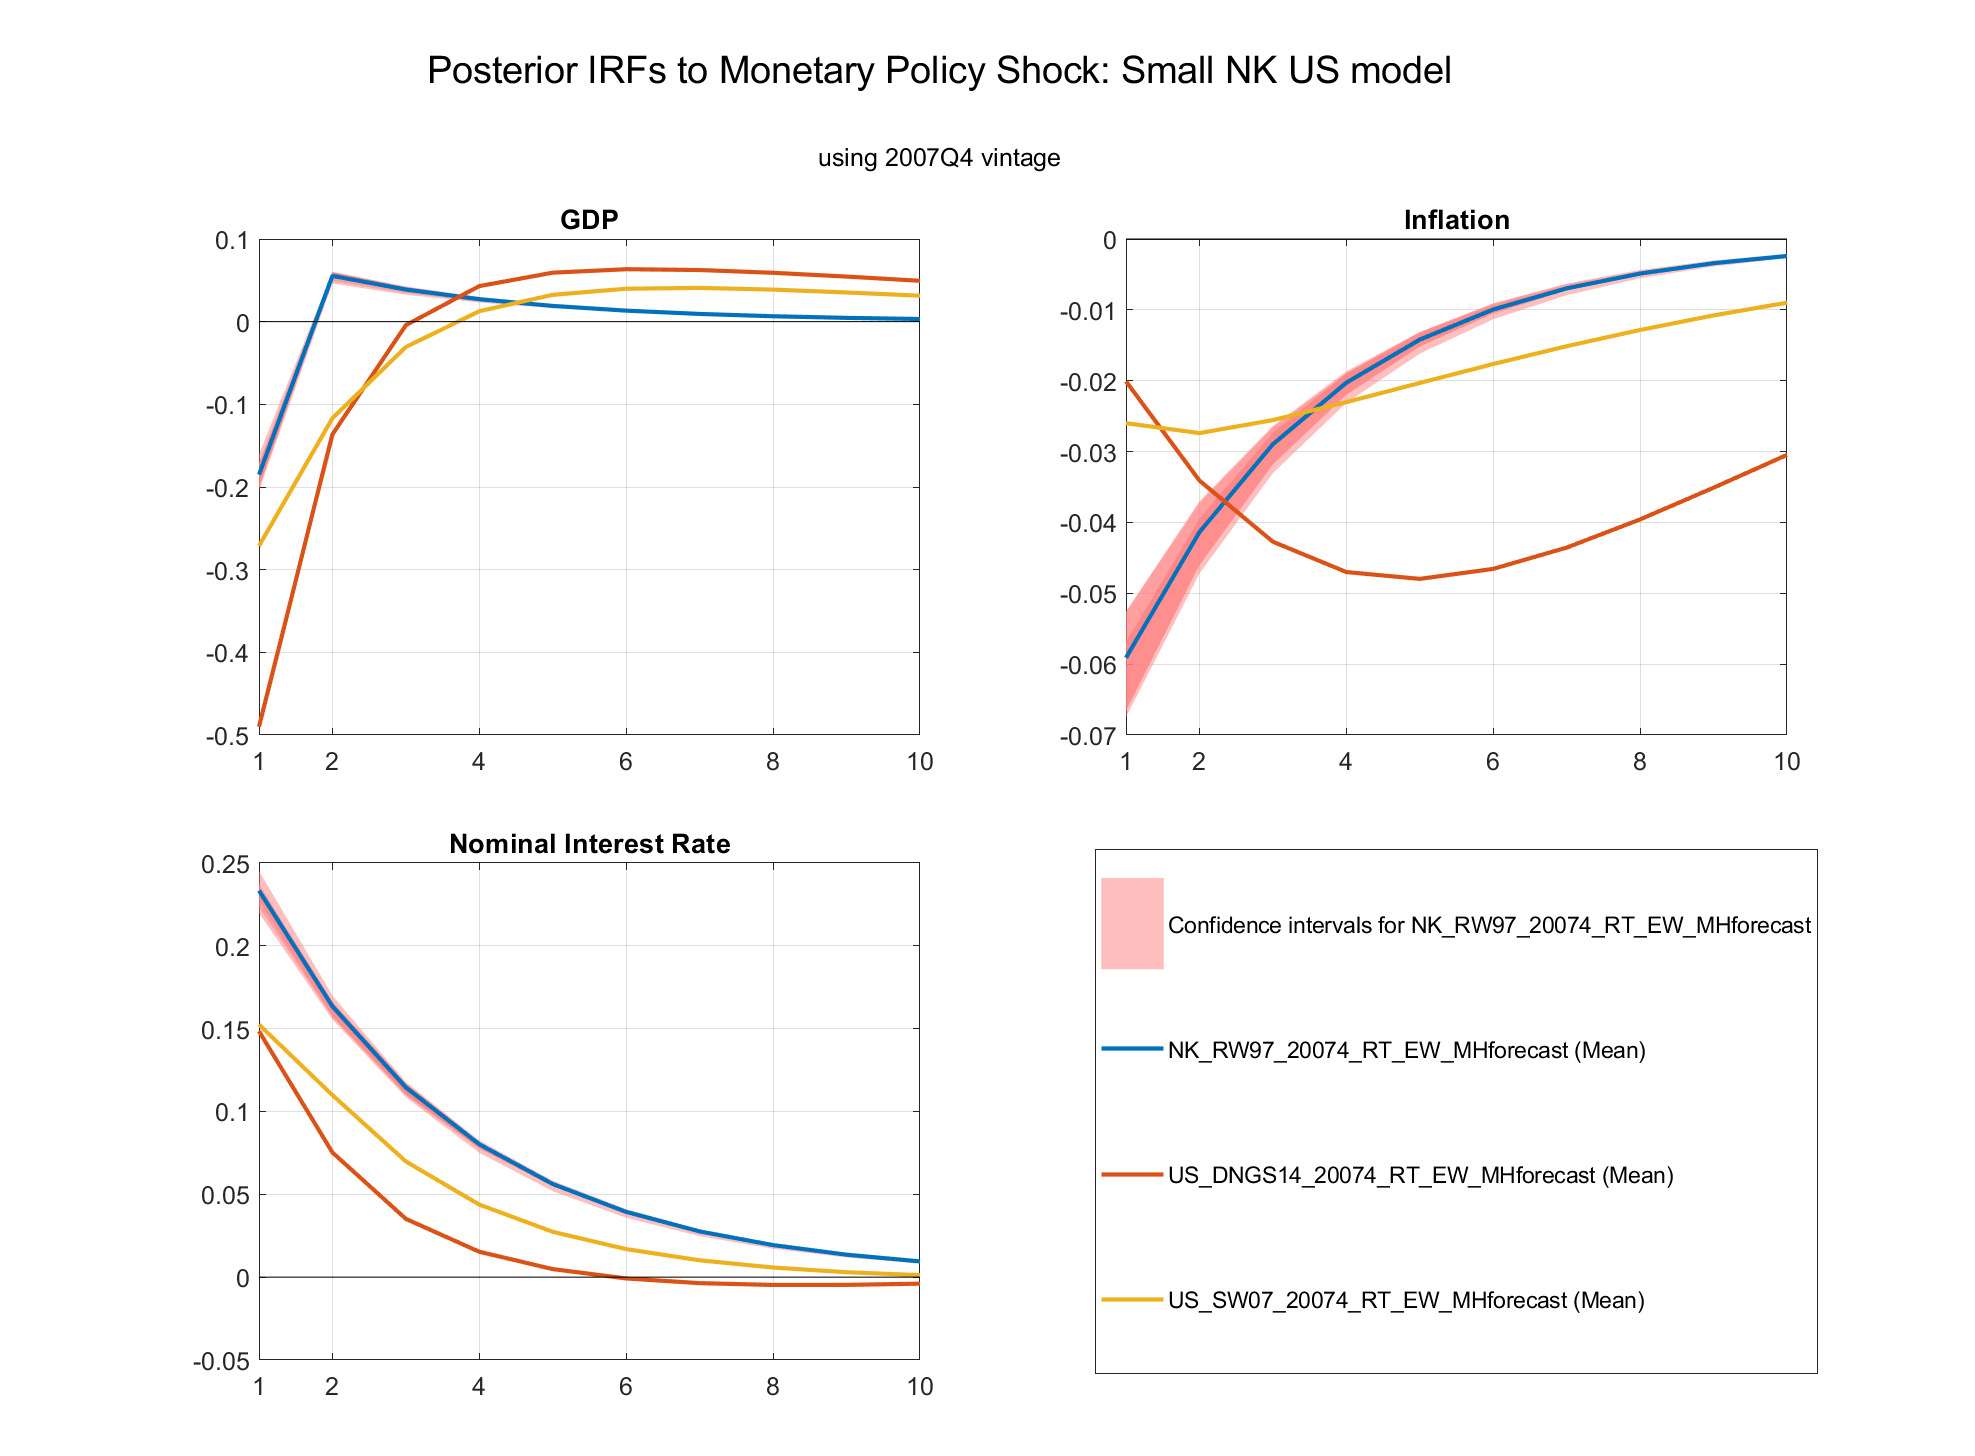 Posterior IRFs to Monetary Policy Shock: Small NK US model
using 2007Q4 vintage
GDP
0.1
0
-0.1
-0.2
-0.3
-0.4
-0.5
1 2 4 6 8 10
Inflation
0
-0.01
-0.02
-0.03
-0.04
-0.05
-0.06
-0.07
1 2 4 6 8 10
Nominal Interest Rate
0.25
0.2
0.15
0.1
0.05
0
-0.05
1 2 4 6 8 10
Confidence intervals for NK_RW97_20074_RT_EW_MHforecast
NK_RW97_20074_RT_EW_MHforecast (Mean)
US_DNGS14_20074_RT_EW_MHforecast (Mean)
US_SW07_20074_RT_EW_MHforecast (Mean)